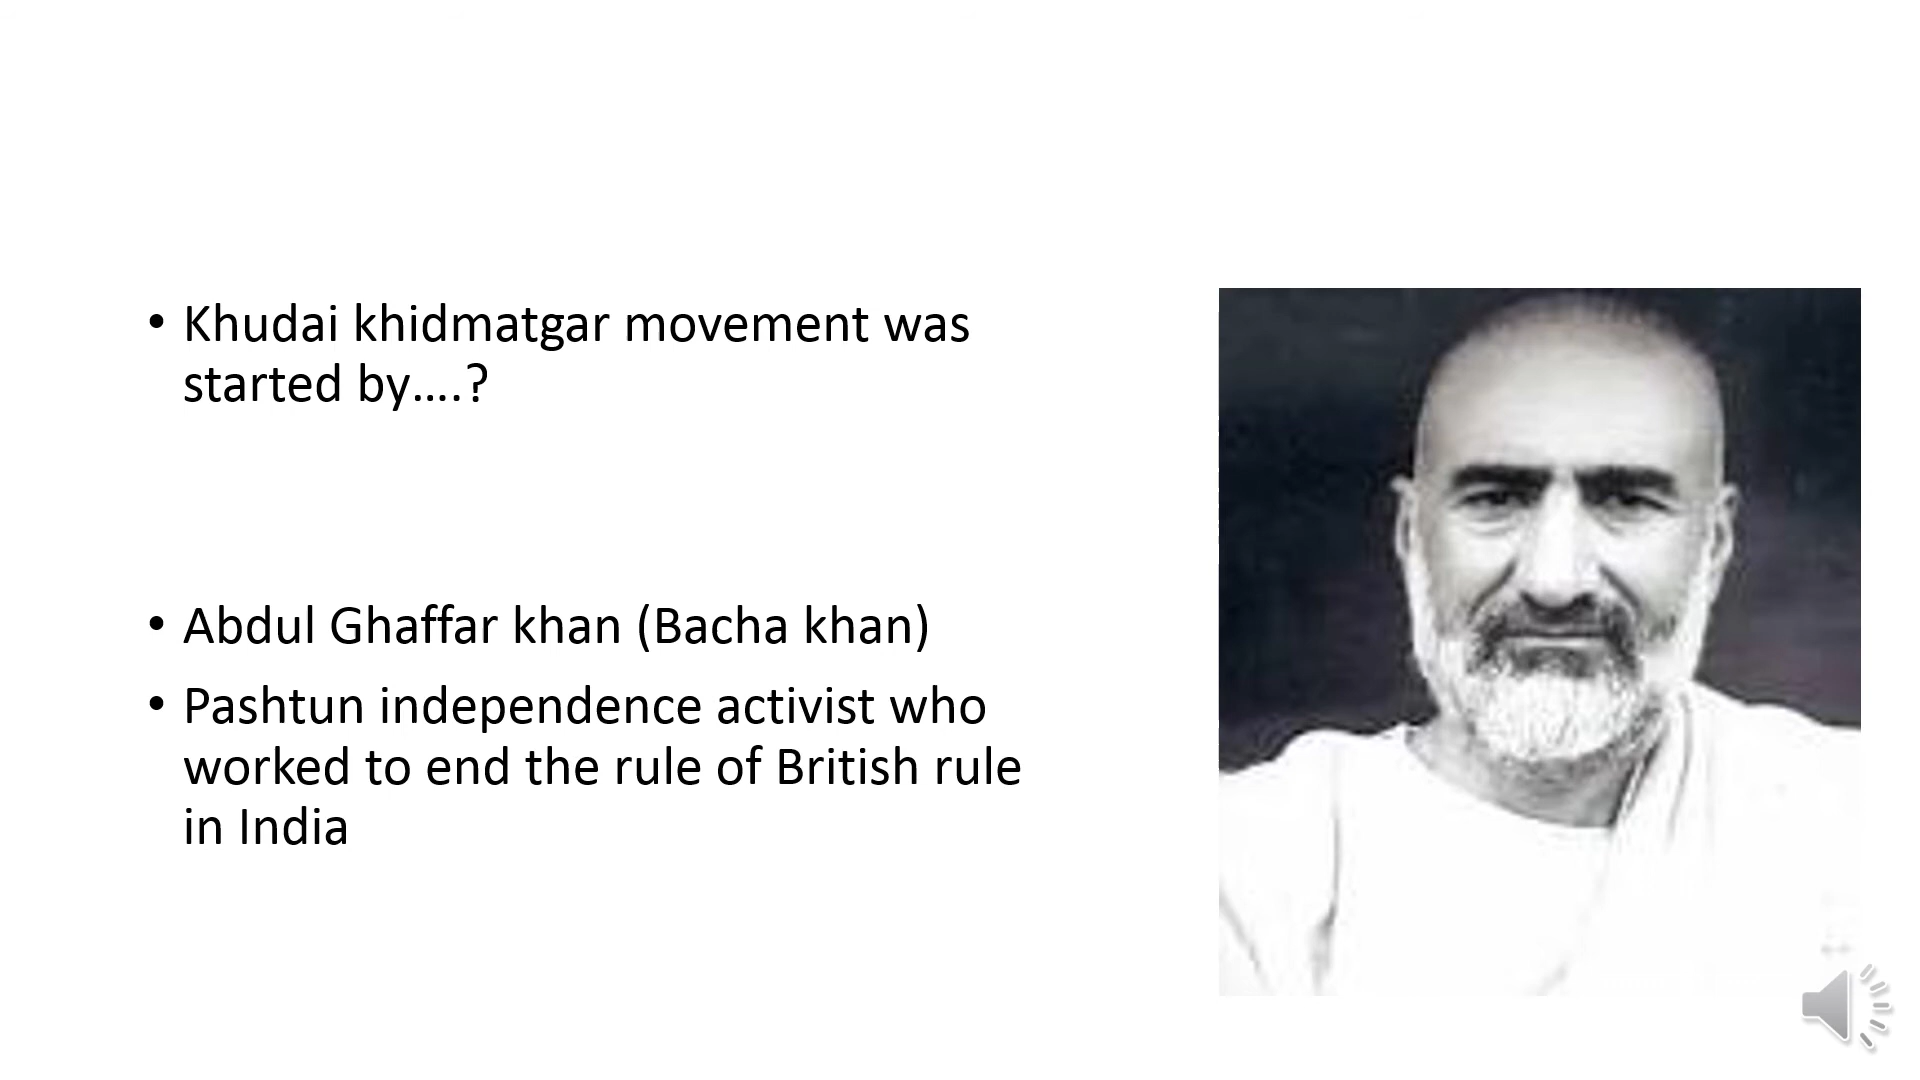 • Khudai khidmatgar movement was
started by….?
• Abdul Ghaffar khan (Bacha khan)
• Pashtun independence activist who
worked to end the rule of British rule
in India